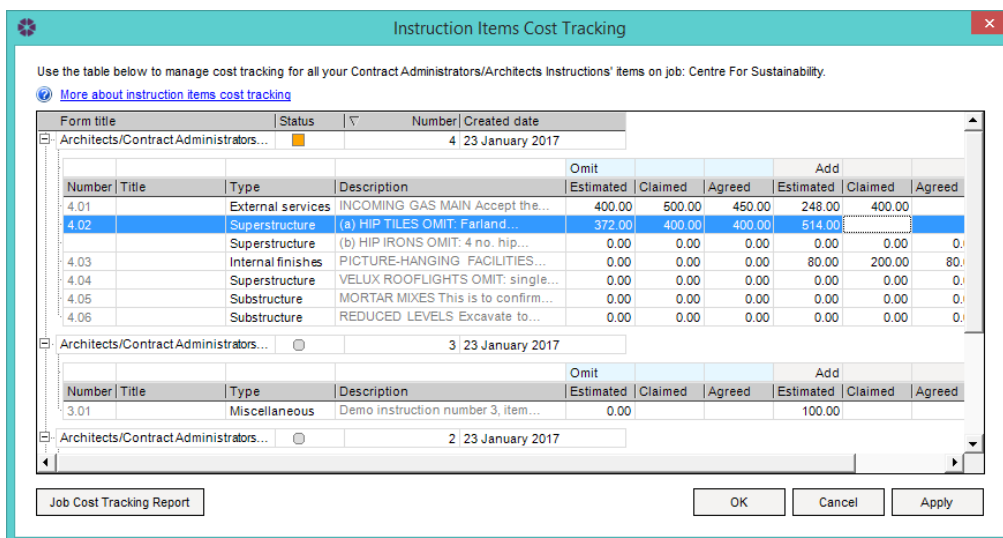 Instruction Items Cost Tracking
Use the table below to manage cost tracking for all your Contract Administrators/Architects Instructions' items on job: Centre For Sustainability.
More about instruction items cost tracking
Form title Status Number Created date
Architects/Contract Administrators... 4 23 January 2017
Omit Add
Number Title Type Description Estimated Claimed Agreed Estimated Claimed Agreed
4.01 External services INCOMING GAS MAIN Accept the... 400.00 500.00 450.00 248.00 400.00
4.02 Superstructure (a) HIP TILES OMIT: Farland... 372.00 400.00 400.00 514.00
Superstructure (b) HIP IRONS OMIT: 4 no. hip... 0.00 0.00 0.00 0.00 0.00 0.
4.03 Internal finishes PICTURE-HANGING FACILITIES... 0.00 0.00 0.00 80.00 200.00 80.
4.04 Superstructure VELUX ROOFLIGHTS OMIT: single... 0.00 0.00 0.00 0.00 0.00 0.
4.05 Substructure MORTAR MIXES This is to confirm... 0.00 0.00 0.00 0.00 0.00 0.
4.06 Substructure REDUCED LEVELS Excavate to... 0.00 0.00 0.00 0.00 0.00 0.
Architects/Contract Administrators... 3 23 January 2017
Omit Add
Number Title Type Description Estimated Claimed Agreed Estimated Claimed Agreed
3.01 Miscellaneous Demo instruction number 3, item... 0.00 100.00
Architects/Contract Administrators... 2 23 January 2017
Job Cost Tracking Report OK Cancel Apply